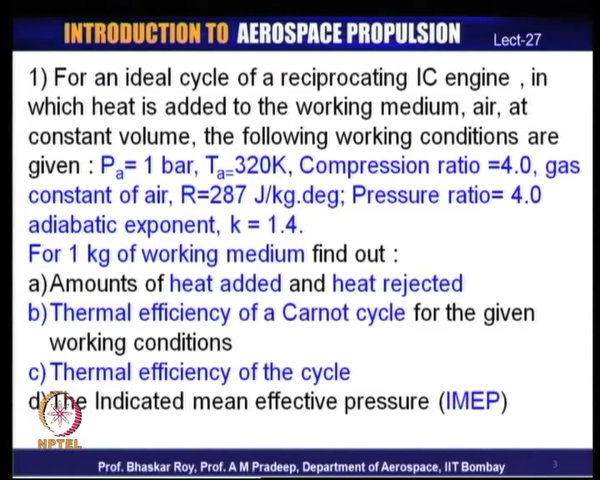 INTRODUCTION TO AEROSPACE PROPULSION Lect-27
1) For an ideal cycle of a reciprocating IC engine , in
which heat is added to the working medium, air, at
constant volume, the following working conditions are
given : Pa= 1 bar, Ta=320K, Compression ratio =4.0, gas
constant of air, R=287 J/kg.deg; Pressure ratio= 4.0
adiabatic exponent, k = 1.4.
For 1 kg of working medium find out :
a)Amounts of heat added and heat rejected
b)Thermal efficiency of a Carnot cycle for the given
working conditions
c)Thermal efficiency of the cycle
d)The Indicated mean effective pressure (IMEP)
NPTEL
Prof. Bhaskar Roy, Prof. A M Pradeep, Department of Aerospace, IIT Bombay 3